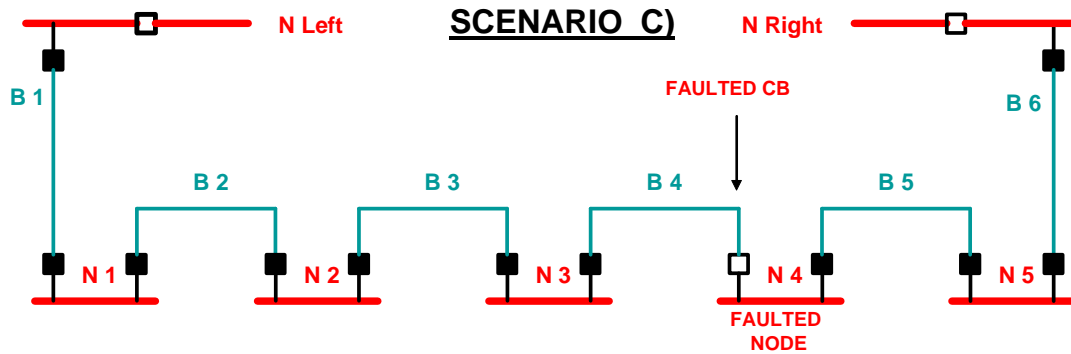 N Left
SCENARIO C)
N Right
B 1
FAULTED CB
B 6
B 2
B 3
B 4
B 5
N 1
N 2
N 3
N 4
N 5
FAULTED
NODE